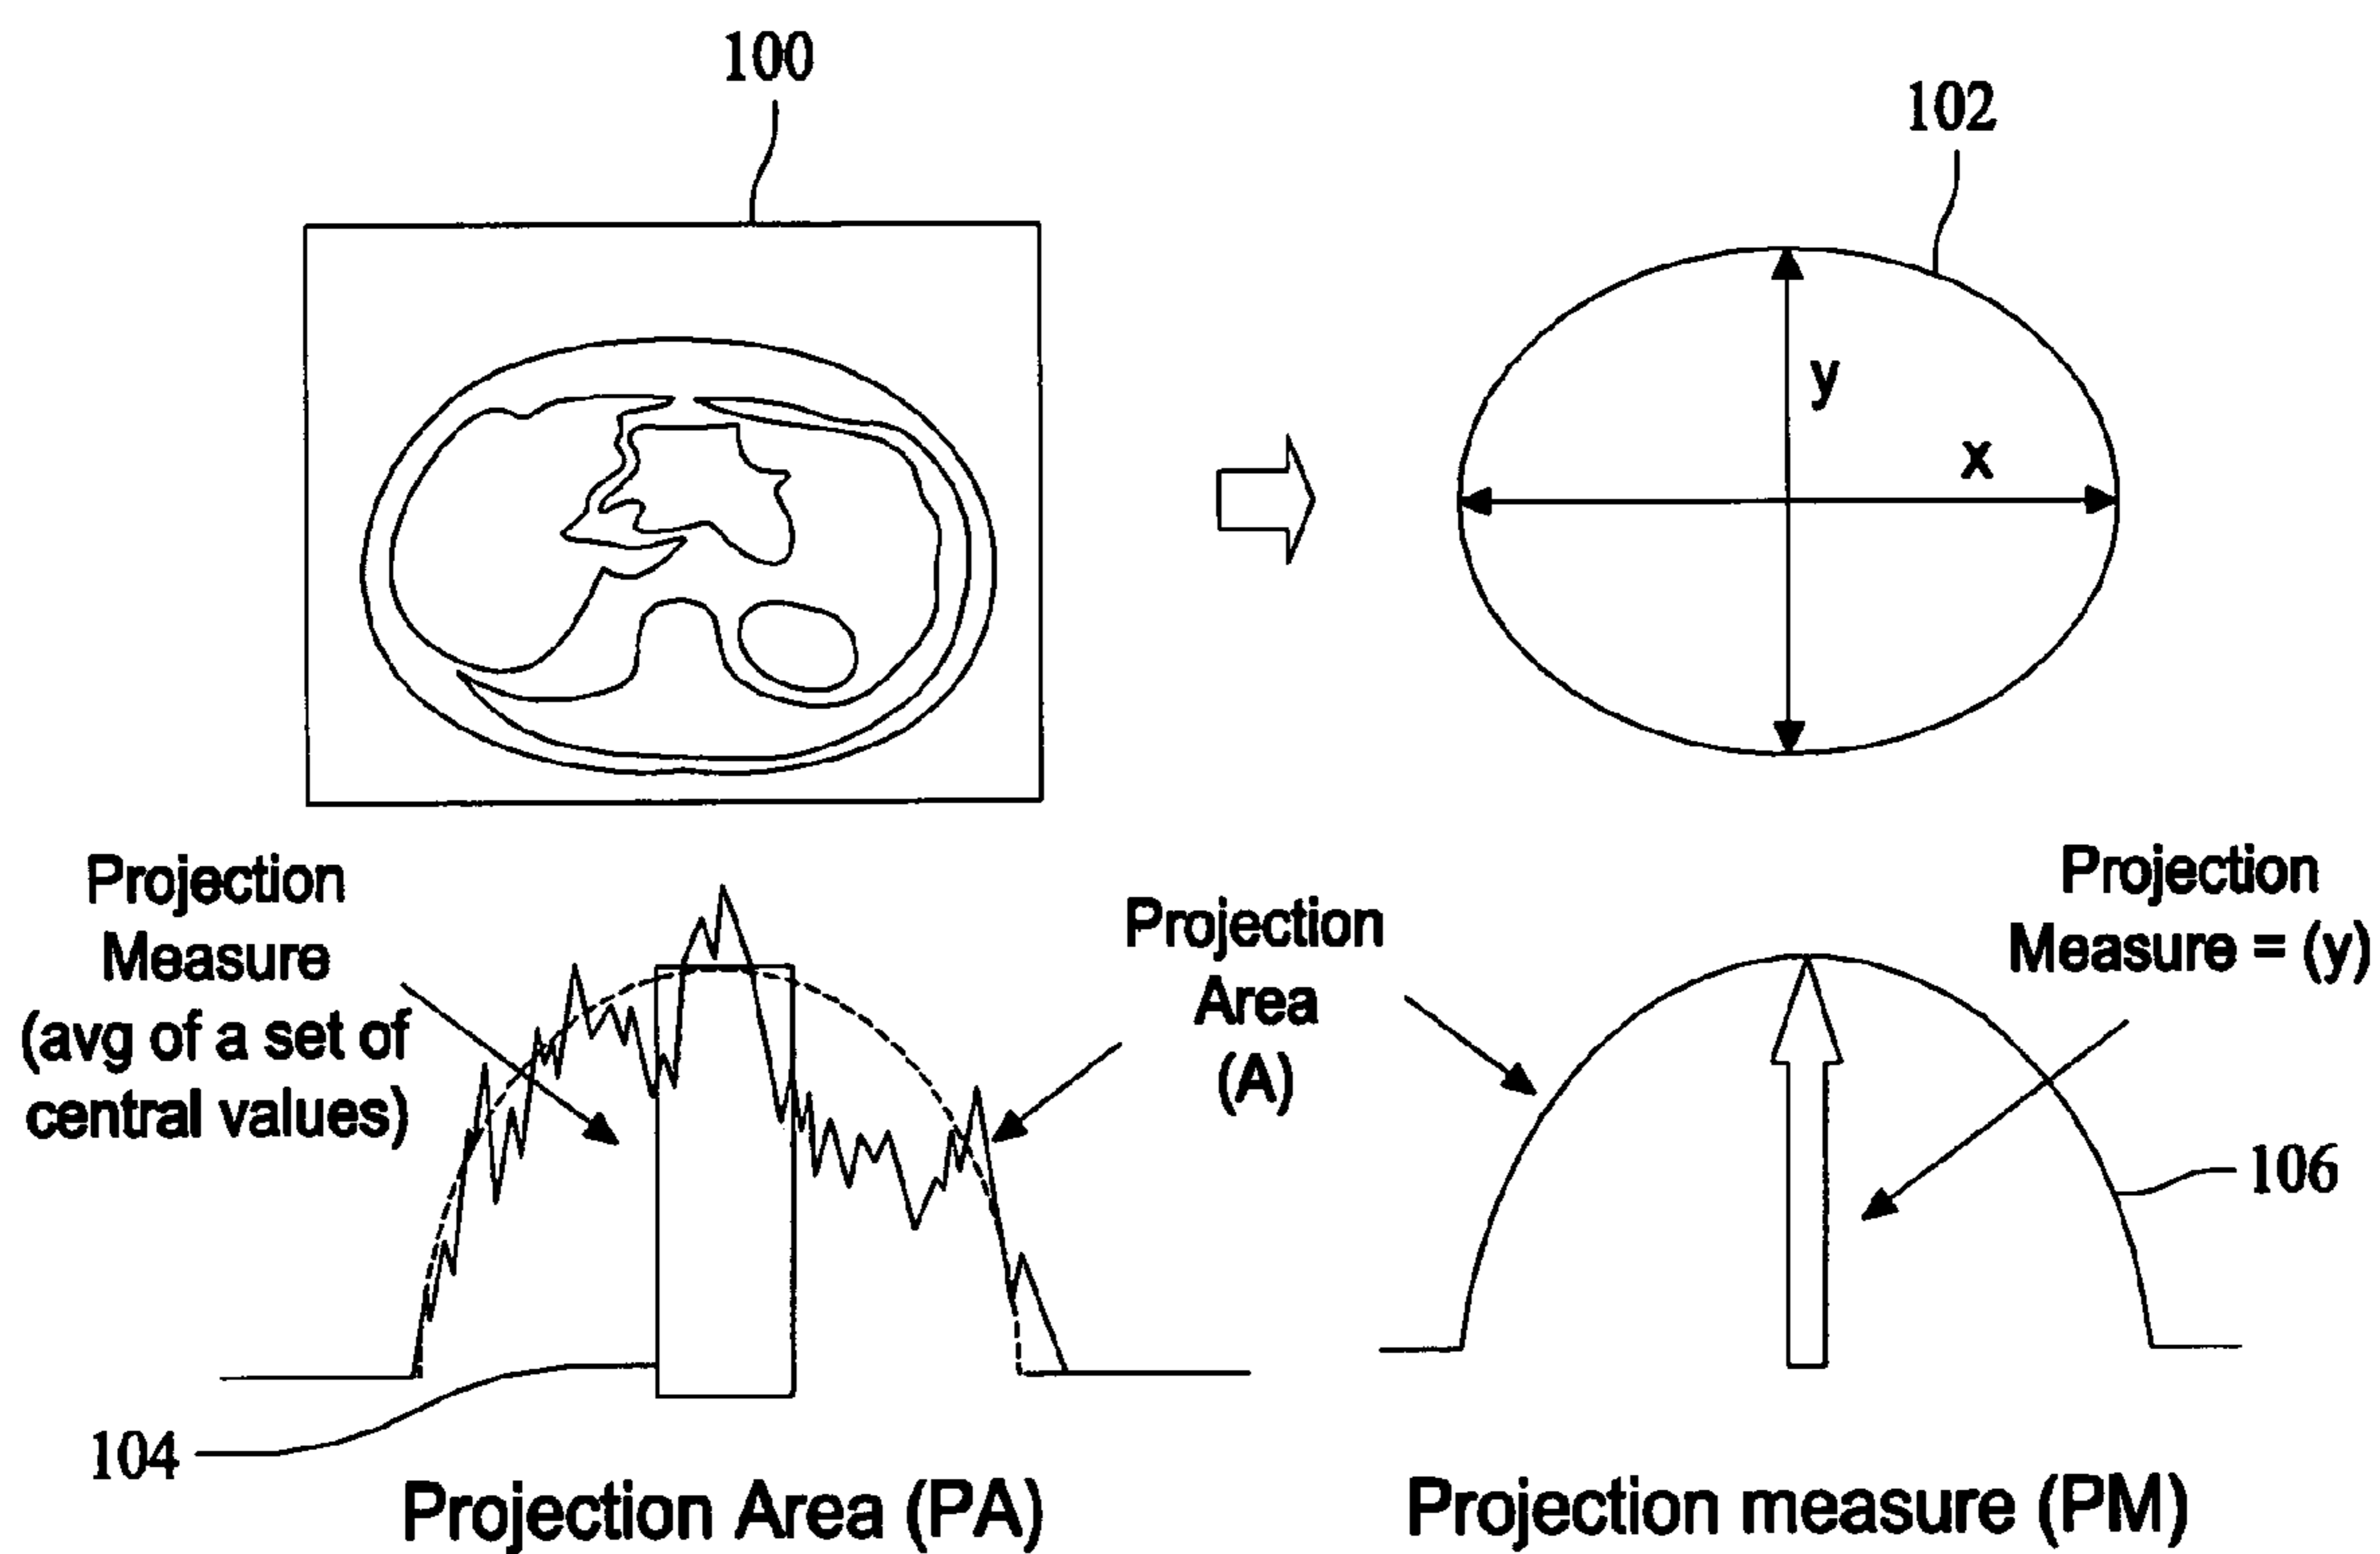 100
102
y
x
Projection
Measure
(avg of a set of
central values)
Projection
Area
(A)
Projection
Measure = (y)
106
104
Projection Area (PA)
Projection measure (PM)